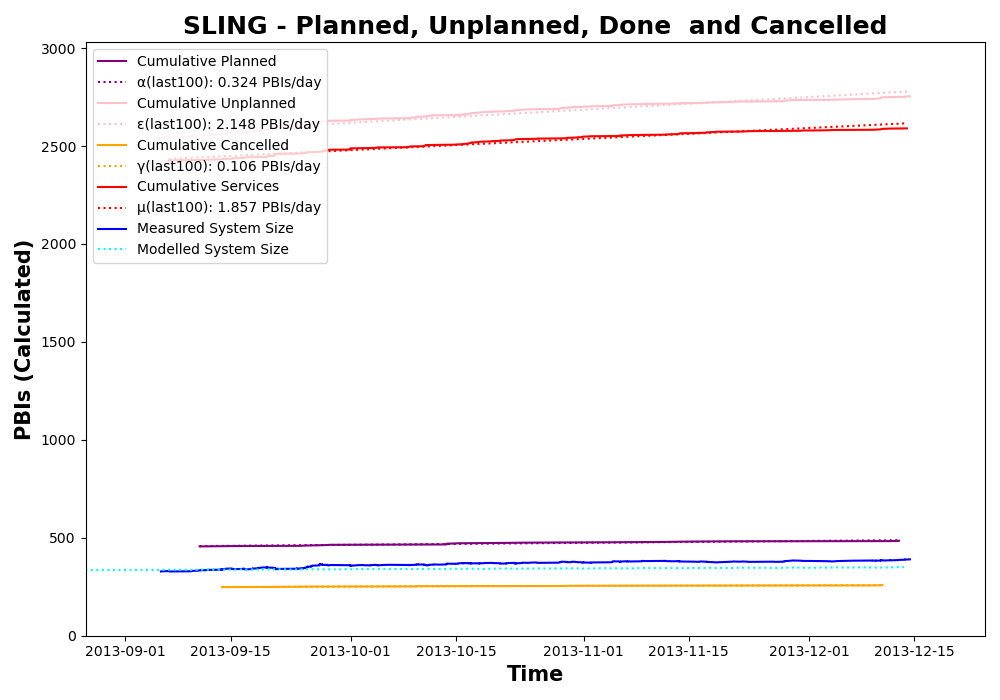 SLING - Planned, Unplanned, Done  and Cancelled
3000
2500
2000
1500
1000
500
0
PBIs (Calculated)
Cumulative Planned
α(last100): 0.324 PBIs/day
Cumulative Unplanned
ε(last100): 2.148 PBIs/day
Cumulative Cancelled
γ(last100): 0.106 PBIs/day
Cumulative Services
μ(last100): 1.857 PBIs/day
Measured System Size
Modelled System Size
2013-09-01 2013-09-15 2013-10-01 2013-10-15 2013-11-01 2013-11-15 2013-12-01 2013-12-15
Time